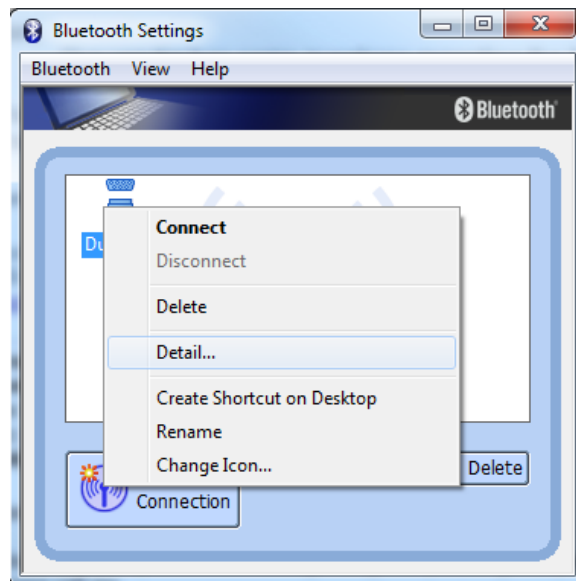 Bluetooth Settings
Bluetooth View Help
Bluetooth
Connect
Disconnect
Delete
Detail...
Create Shortcut on Desktop
Rename
Change Icon...
Connection
Delete